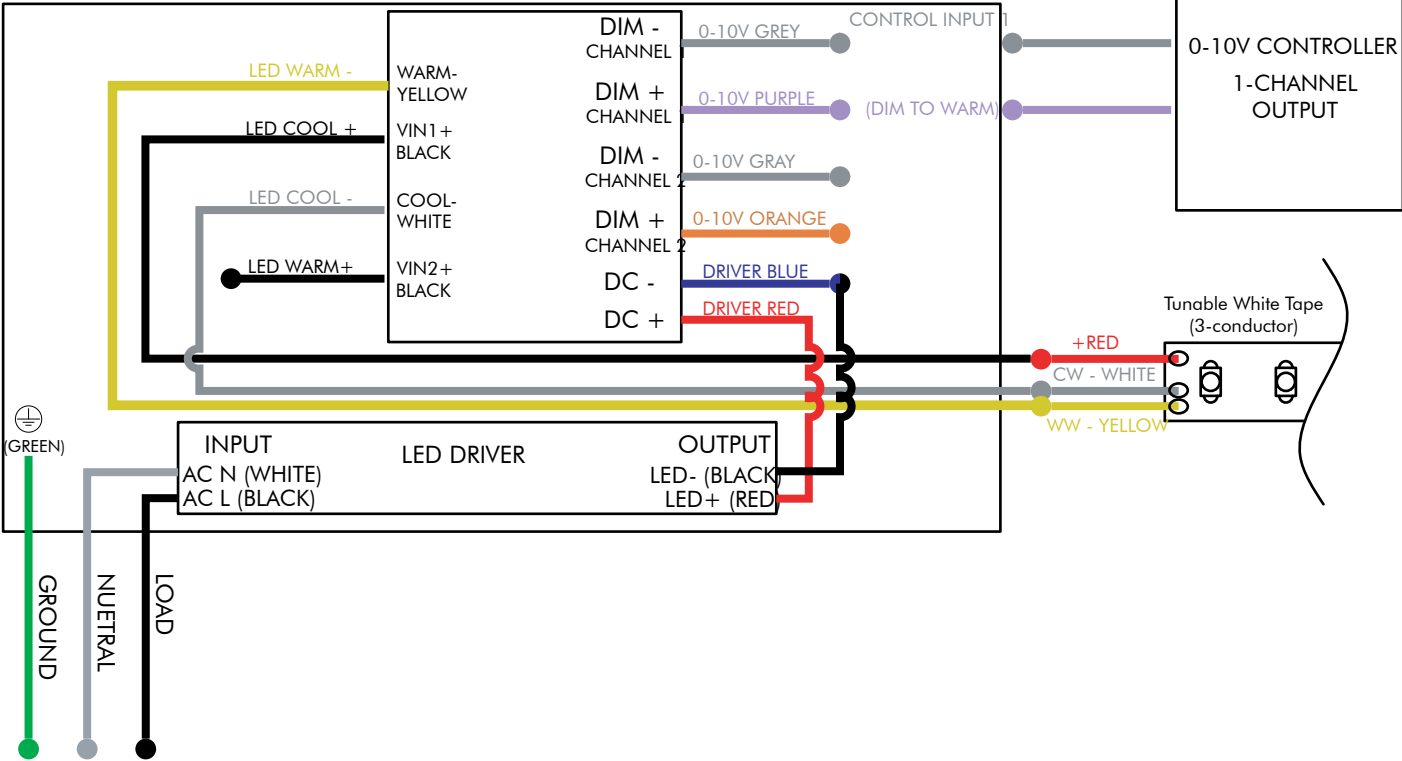 LED WARM -
LED COOL +
LED COOL -
LED WARM+
WARM-
YELLOW
VIN1+
BLACK
COOL-
WHITE
VIN2+
BLACK
DIM -
CHANNEL 1
DIM +
CHANNEL 1
DIM -
CHANNEL 2
DIM +
CHANNEL 2
DC -
DC +
0-10V GREY
0-10V PURPLE
0-10V GRAY
0-10V ORANGE
DRIVER BLUE
DRIVER RED
CONTROL INPUT 1
(DIM TO WARM)
0-10V CONTROLLER
1-CHANNEL
OUTPUT
Tunable White Tape
(3-conductor)
+RED
CW - WHITE
WW - YELLOW
(GREEN)
INPUT
AC N (WHITE)
AC L (BLACK)
LED DRIVER
OUTPUT
LED- (BLACK)
LED+ (RED)
GROUND
NUETRAL
LOAD